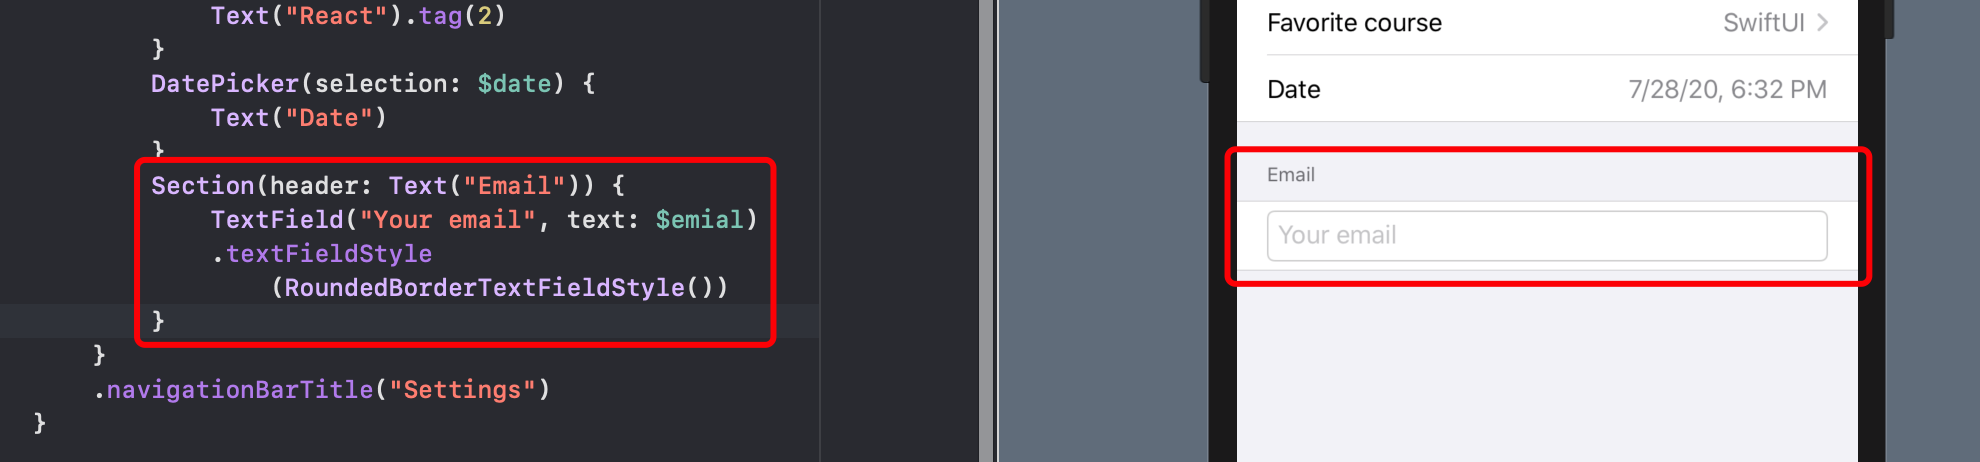 Text("React").tag(2)
}
DatePicker(selection: $date) {
Text("Date")
}
Section(header: Text("Email")) {
TextField("Your email", text: $emial)
.textFieldStyle
(RoundedBorderTextFieldStyle())
}
}
.navigationBarTitle("Settings")
}
Favorite course SwiftUI >
Date 7/28/20, 6:32 PM
Email
Your email